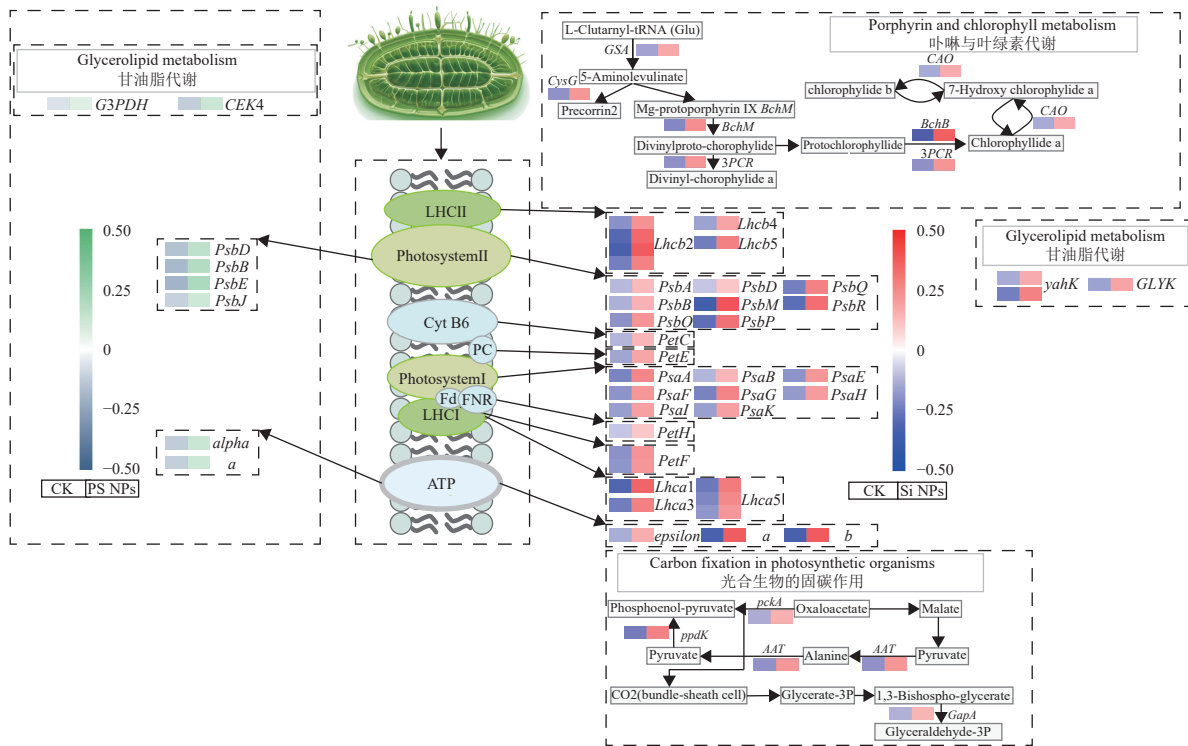 Glycerolipid metabolism
甘油脂代谢
G3PDH
CEK4
0.50
0.25
0
−0.25
−0.50
CK
PS NPs
PsbD
PsbB
PsbE
PsbJ
alpha
a
LHCII
PhotosystemII
Cyt B6
PC
PhotosystemI
Fd
FNR
LHCI
ATP
Porphyrin and chlorophyll metabolism
卟啉与叶绿素代谢
L-Clutarnyl-tRNA (Glu)
GSA
5-Aminolevulinate
CysG
Precorrin2
Mg-protoporphyrin IX BchM
BchM
Divinylproto-chorophylide
3PCR
Divinyl-chorophylide a
Protochlorophyllide
BchB
3PCR
Chlorophyllide a
CAO
7-Hydroxy chlorophylide a
CAO
chlorophylide b
Lhcb4
Lhcb2
Lhcb5
PsbA
PsbD
PsbQ
PsbB
PsbM
PsbR
PsbO
PsbP
PetC
PetE
PsaA
PsaB
PsaE
PsaF
PsaG
PsaH
PsaI
PsaK
PetH
PetF
Lhca1
Lhca5
Lhca3
epsilon
a
b
0.50
0.25
0
−0.25
−0.50
CK
Si NPs
Glycerolipid metabolism
甘油脂代谢
yahK
GLYK
Carbon fixation in photosynthetic organisms
光合生物的固碳作用
Phosphoenol-pyruvate
pckA
Oxaloacetate
Malate
ppdK
Pyruvate
AAT
Alanine
AAT
Pyruvate
CO2(bundle-sheath cell)
Glycerate-3P
1,3-Bishospho-glycerate
GapA
Glyceraldehyde-3P